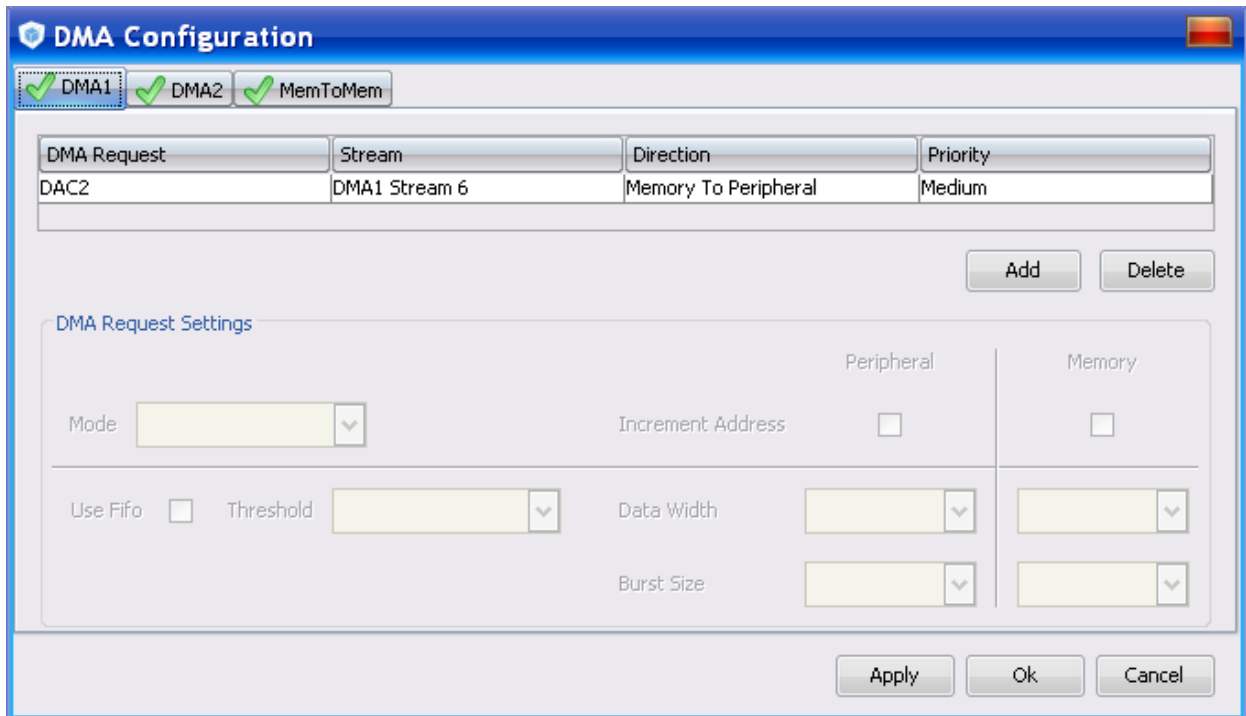 DMA Configuration
DMA1 DMA2 MemToMem
DMA Request Stream Direction Priority
DAC2 DMA1 Stream 6 Memory To Peripheral Medium
Add Delete
DMA Request Settings
Peripheral Memory
Mode Increment Address
Use Fifo Threshold Data Width
Burst Size
Apply Ok Cancel